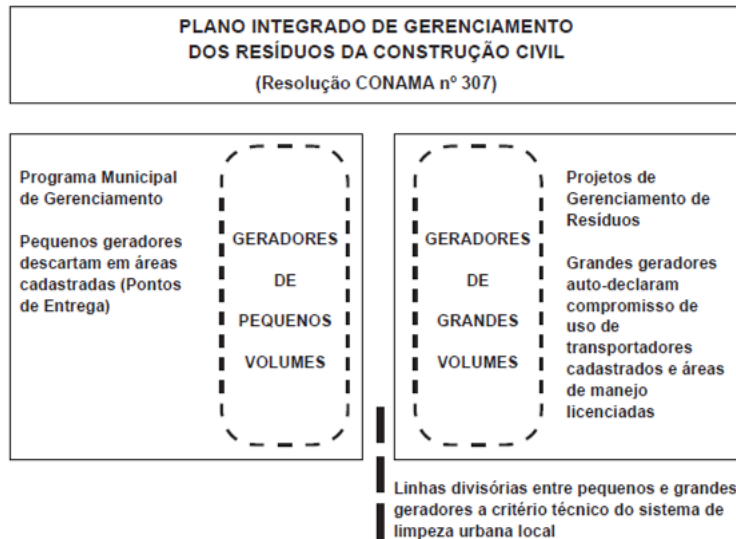 PLANO INTEGRADO DE GERENCIAMENTO
DOS RESÍDUOS DA CONSTRUÇÃO CIVIL
(Resolução CONAMA nº 307)
Programa Municipal
de Gerenciamento
Pequenos geradores
descartam em áreas
cadastradas (Pontos
de Entrega)
GERADORES
DE
PEQUENOS
VOLUMES
GERADORES
DE
GRANDES
VOLUMES
Projetos de
Gerenciamento de
Resíduos
Grandes geradores
auto-declaram
compromisso de
uso de
transportadores
cadastrados e áreas
de manejo
licenciadas
Linhas divisórias entre pequenos e grandes
geradores a critério técnico do sistema de
limpeza urbana local